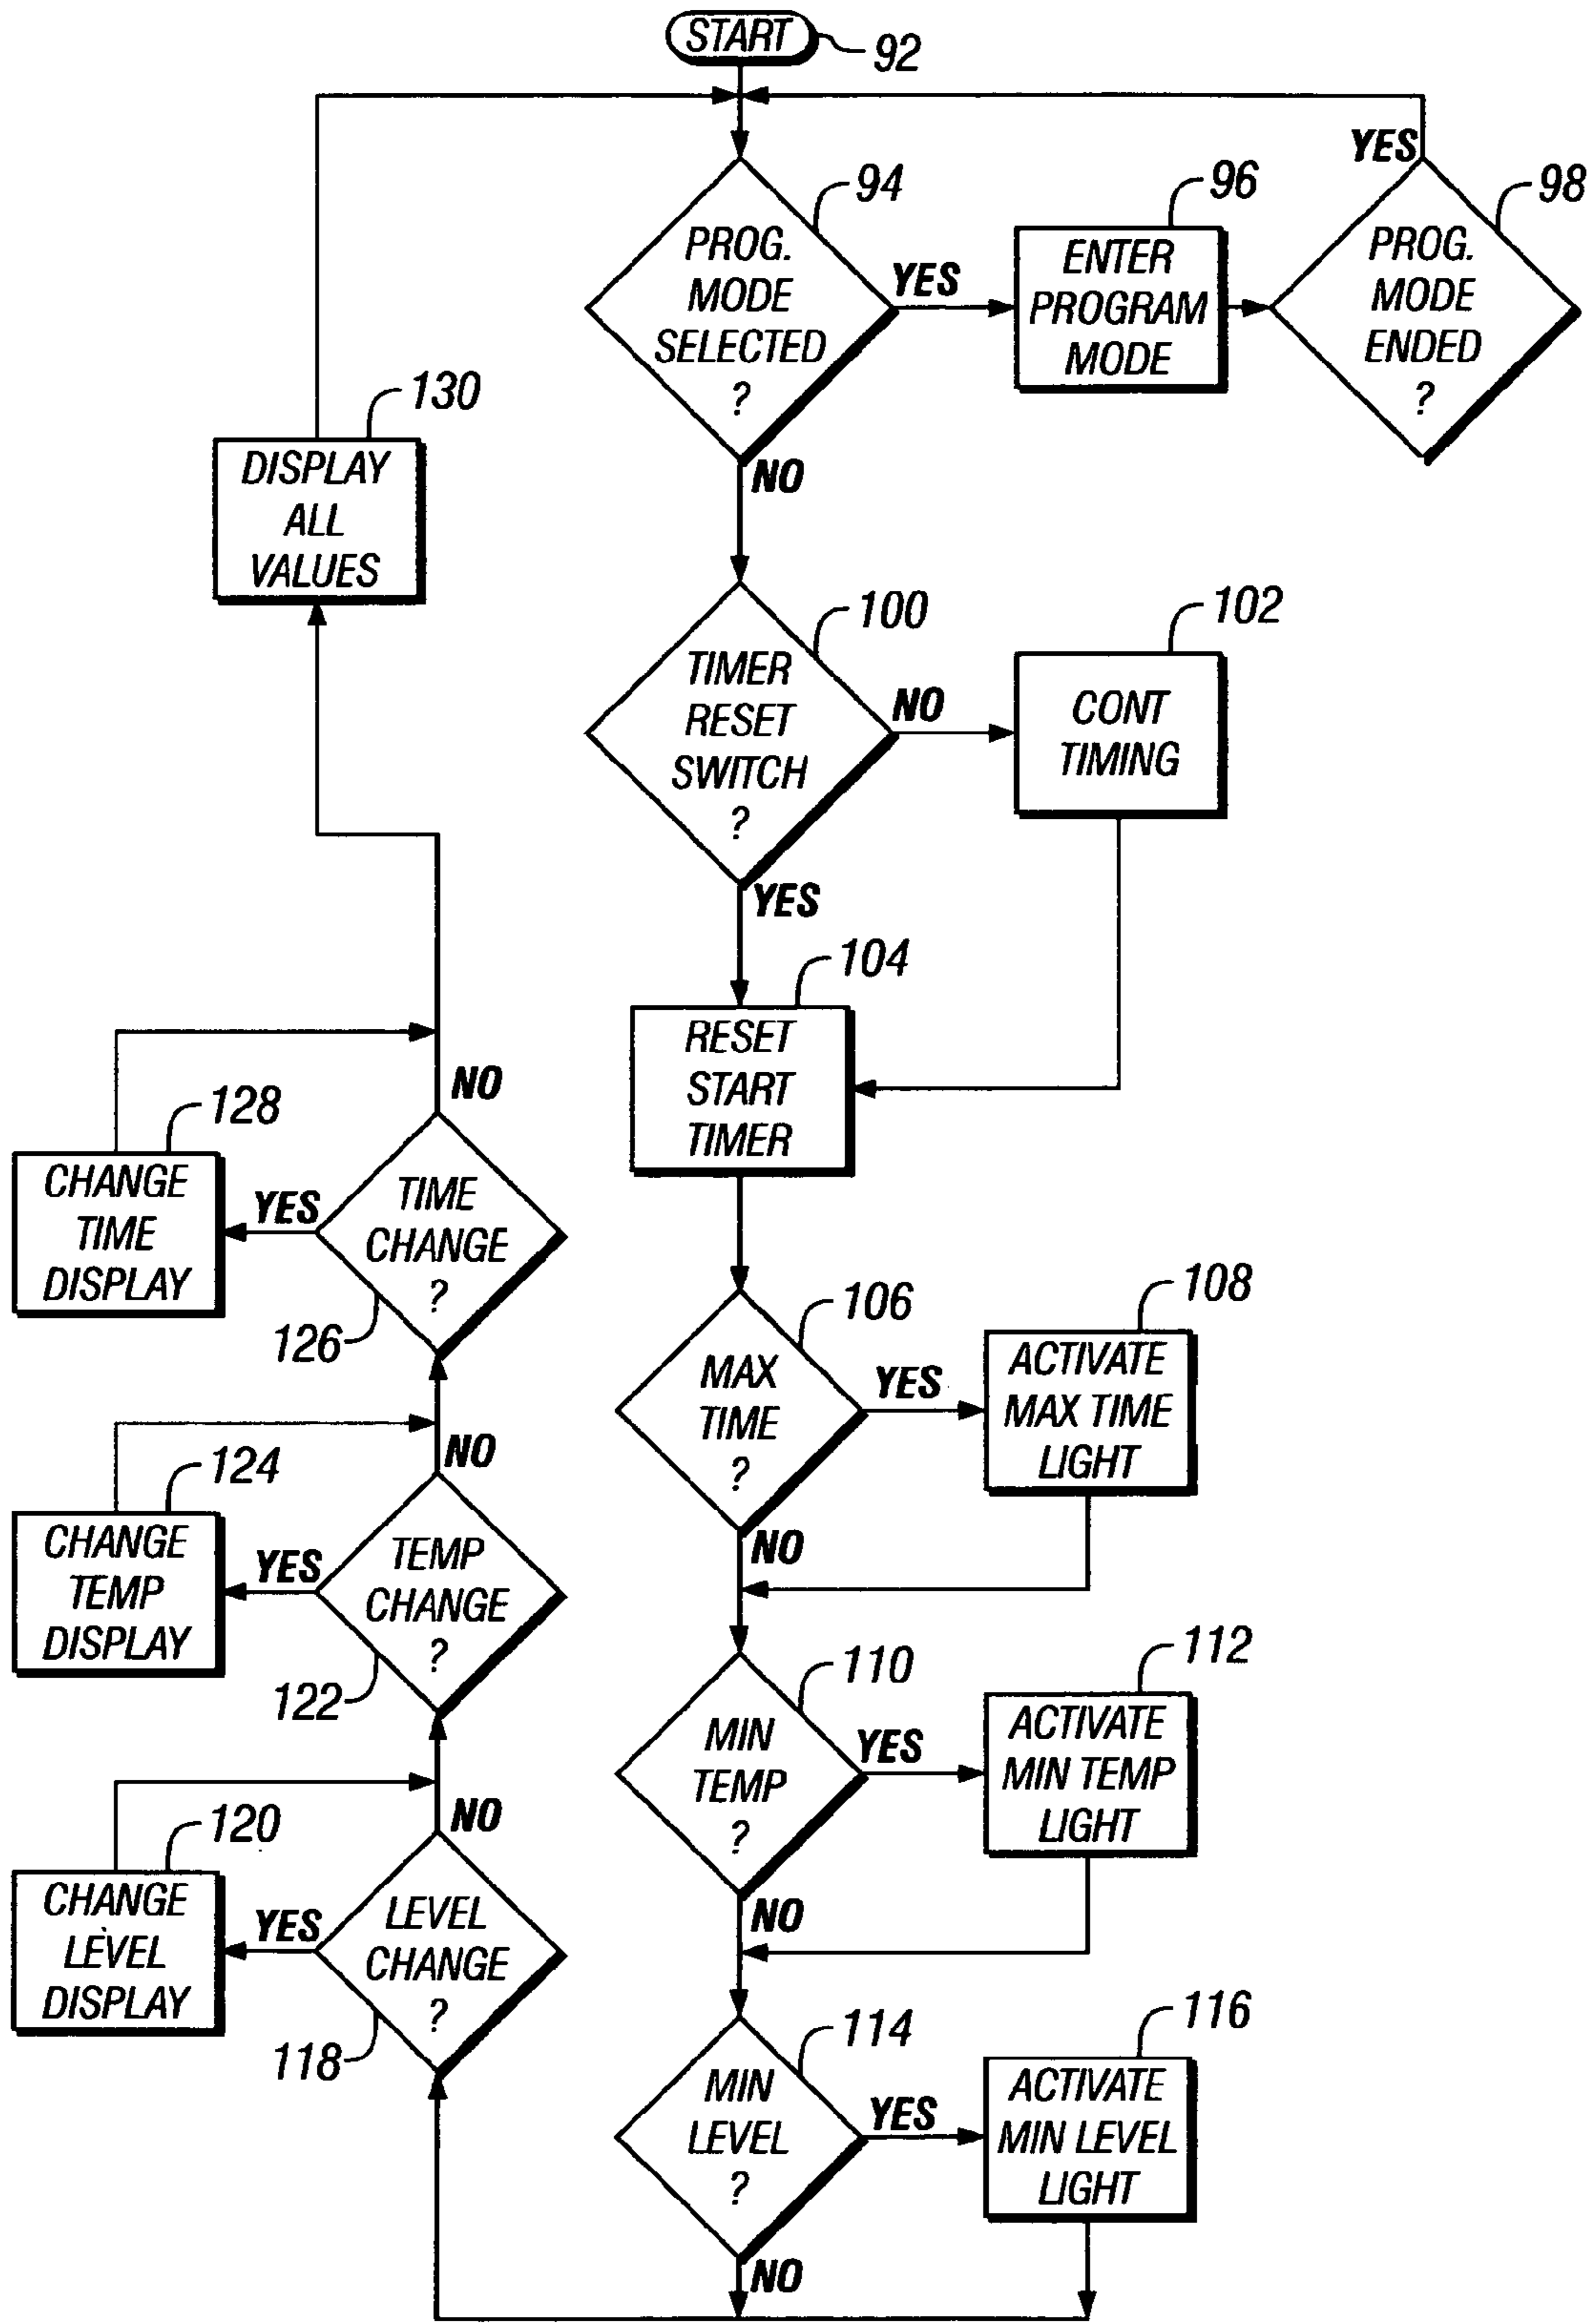 START
92
94
PROG.
MODE
SELECTED
?
YES
96
ENTER
PROGRAM
MODE
98
PROG.
MODE
ENDED
?
YES
NO
100
TIMER
RESET
SWITCH
?
NO
102
CONT
TIMING
YES
104
RESET
START
TIMER
106
MAX
TIME
?
YES
108
ACTIVATE
MAX TIME
LIGHT
NO
110
MIN
TEMP
?
YES
112
ACTIVATE
MIN TEMP
LIGHT
NO
114
MIN
LEVEL
?
YES
116
ACTIVATE
MIN LEVEL
LIGHT
NO
118
LEVEL
CHANGE
?
YES
120
CHANGE
LEVEL
DISPLAY
NO
122
TEMP
CHANGE
?
YES
124
CHANGE
TEMP
DISPLAY
NO
126
TIME
CHANGE
?
YES
128
CHANGE
TIME
DISPLAY
NO
130
DISPLAY
ALL
VALUES